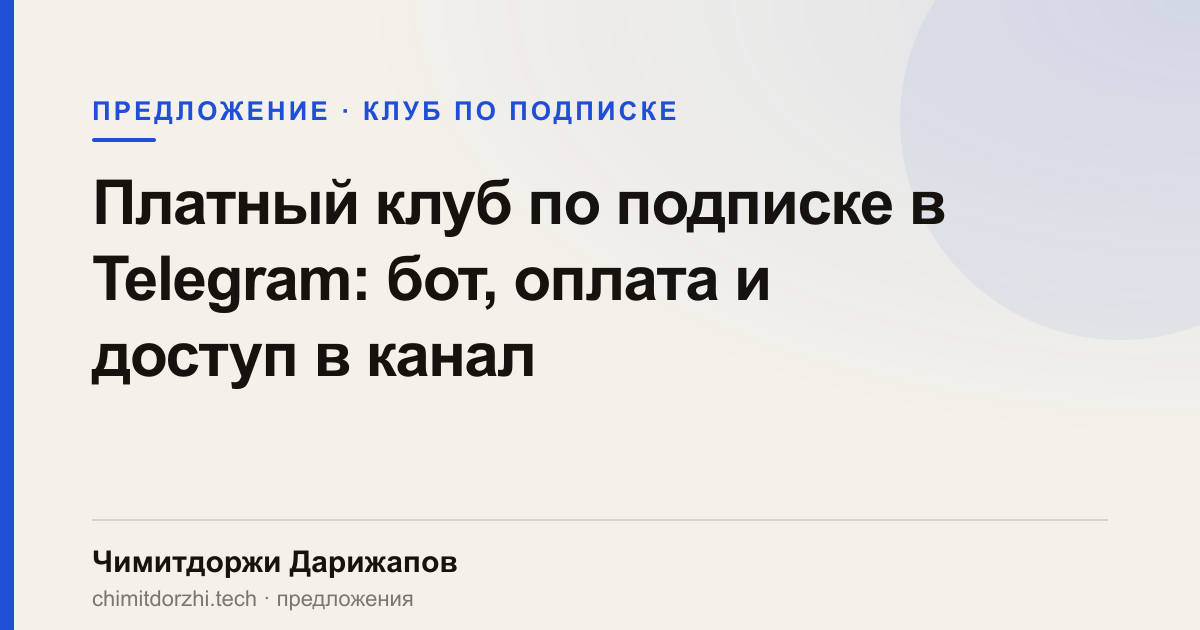 ПРЕДЛОЖЕНИЕ · КЛУБ ПО ПОДПИСКЕ
Платный клуб по подписке в
Telegram: бот, оплата и
доступ в канал
Чимитдоржи Дарижапов
chimitdorzhi.tech · предложения